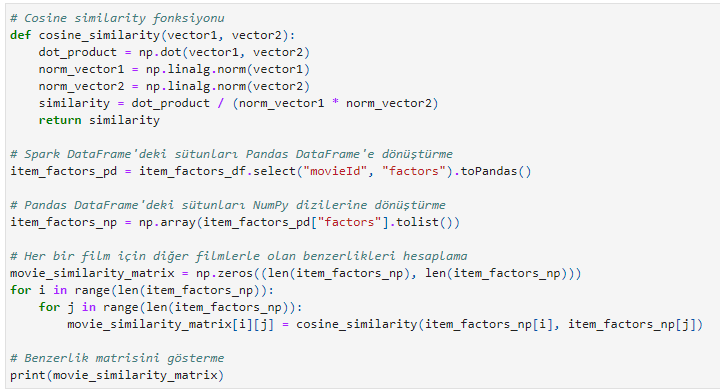 # Cosine similarity fonksiyonu
def cosine_similarity(vector1, vector2):
    dot_product = np.dot(vector1, vector2)
    norm_vector1 = np.linalg.norm(vector1)
    norm_vector2 = np.linalg.norm(vector2)
    similarity = dot_product / (norm_vector1 * norm_vector2)
    return similarity

# Spark DataFrame'deki sütunları Pandas DataFrame'e dönüştürme
item_factors_pd = item_factors_df.select("movieId", "factors").toPandas()

# Pandas DataFrame'deki sütunları NumPy dizilerine dönüştürme
item_factors_np = np.array(item_factors_pd["factors"].tolist())

# Her bir film için diğer filmlerle olan benzerlikleri hesaplama
movie_similarity_matrix = np.zeros((len(item_factors_np), len(item_factors_np)))
for i in range(len(item_factors_np)):
    for j in range(len(item_factors_np)):
        movie_similarity_matrix[i][j] = cosine_similarity(item_factors_np[i], item_factors_np[j])

# Benzerlik matrisini gösterme
print(movie_similarity_matrix)